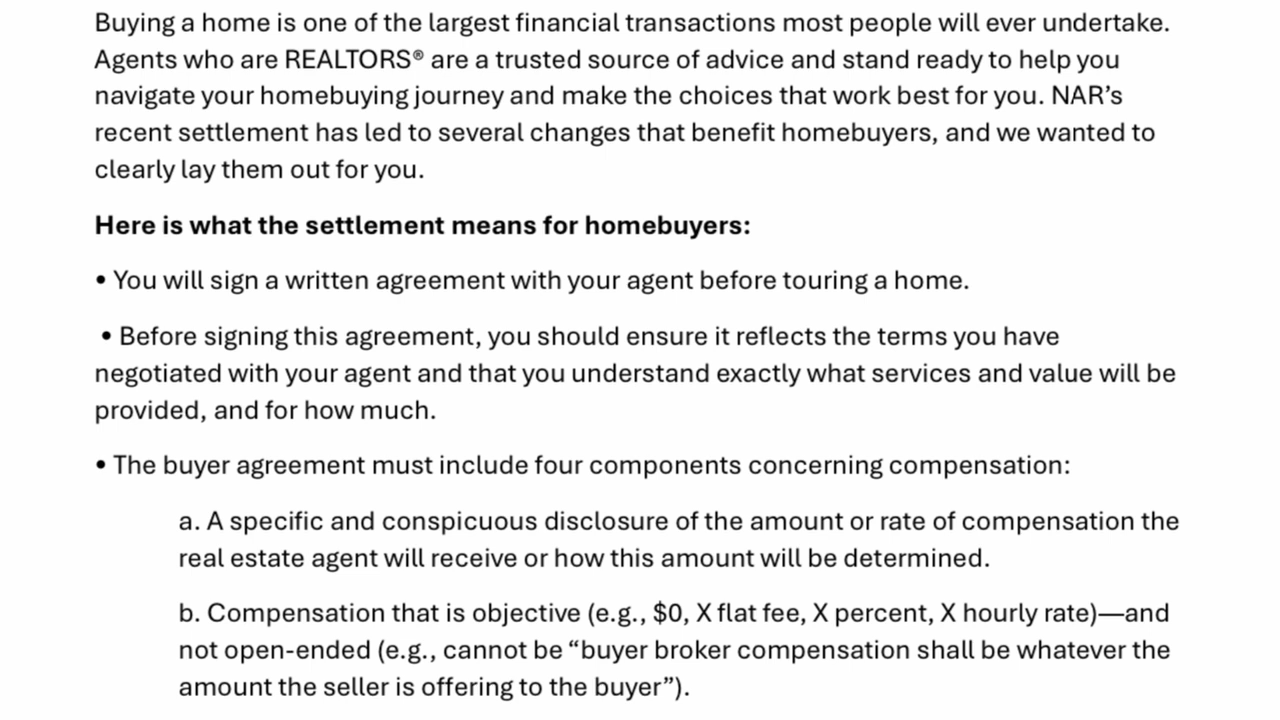 Buying a home is one of the largest financial transactions most people will ever undertake.
Agents who are REALTORS® are a trusted source of advice and stand ready to help you
navigate your homebuying journey and make the choices that work best for you. NAR’s
recent settlement has led to several changes that benefit homebuyers, and we wanted to
clearly lay them out for you.
Here is what the settlement means for homebuyers:
• You will sign a written agreement with your agent before touring a home.
• Before signing this agreement, you should ensure it reflects the terms you have
negotiated with your agent and that you understand exactly what services and value will be
provided, and for how much.
• The buyer agreement must include four components concerning compensation:
a. A specific and conspicuous disclosure of the amount or rate of compensation the
real estate agent will receive or how this amount will be determined.
b. Compensation that is objective (e.g., $0, X flat fee, X percent, X hourly rate)—and
not open-ended (e.g., cannot be “buyer broker compensation shall be whatever the
amount the seller is offering to the buyer”).